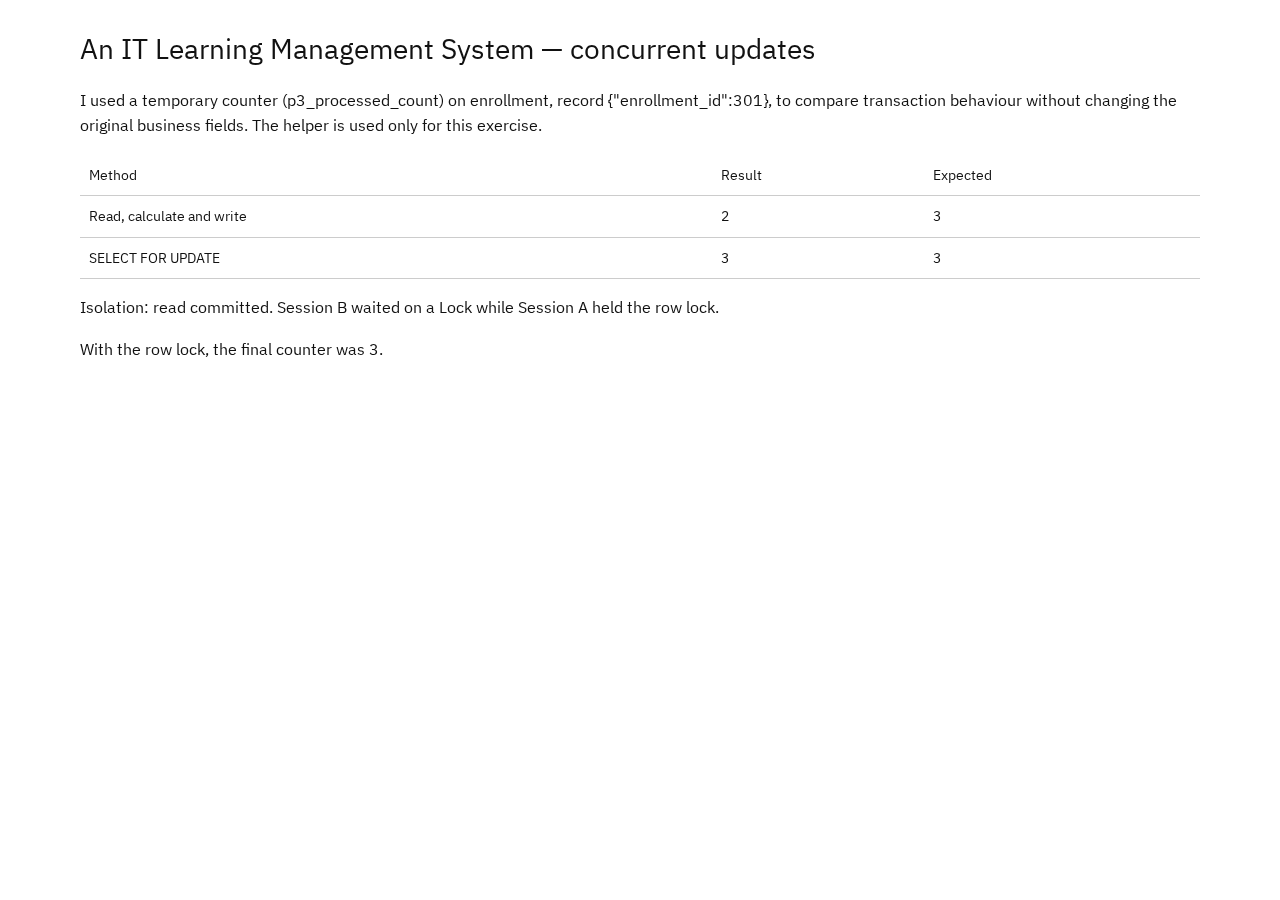 An IT Learning Management System — concurrent updates
I used a temporary counter (p3_processed_count) on enrollment, record {"enrollment_id":301}, to compare transaction behaviour without changing the
original business fields. The helper is used only for this exercise.
Method Result Expected
Read, calculate and write 2 3
SELECT FOR UPDATE 3 3
Isolation: read committed. Session B waited on a Lock while Session A held the row lock.
With the row lock, the final counter was 3.